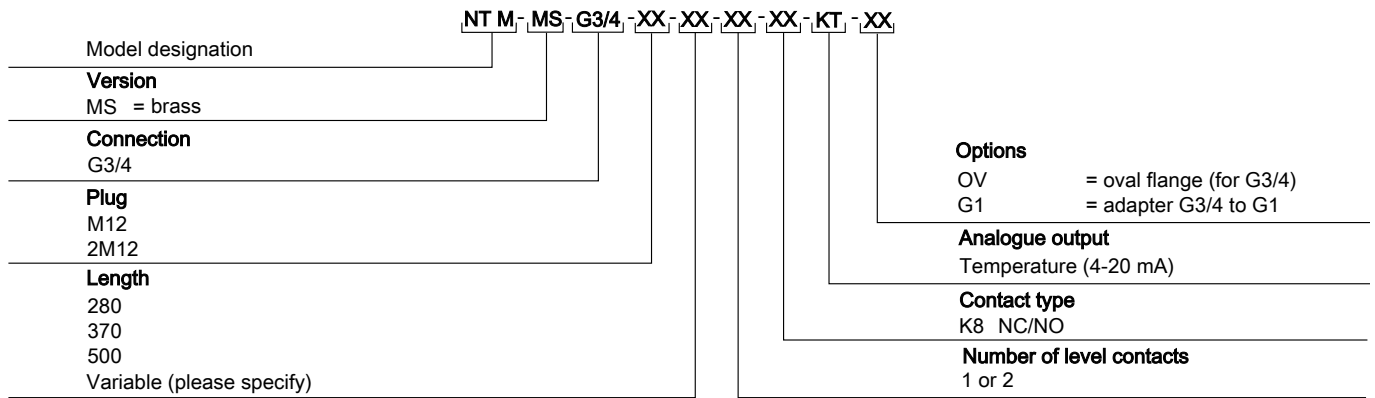 NT M - MS - G3/4 - XX - XX - XX - XX - KT - XX
Model designation
Version
MS = brass
Connection
G3/4
Plug
M12
2M12
Length
280
370
500
Variable (please specify)
Options
OV = oval flange (for G3/4)
G1 = adapter G3/4 to G1
Analogue output
Temperature (4-20 mA)
Contact type
K8 NC/NO
Number of level contacts
1 or 2